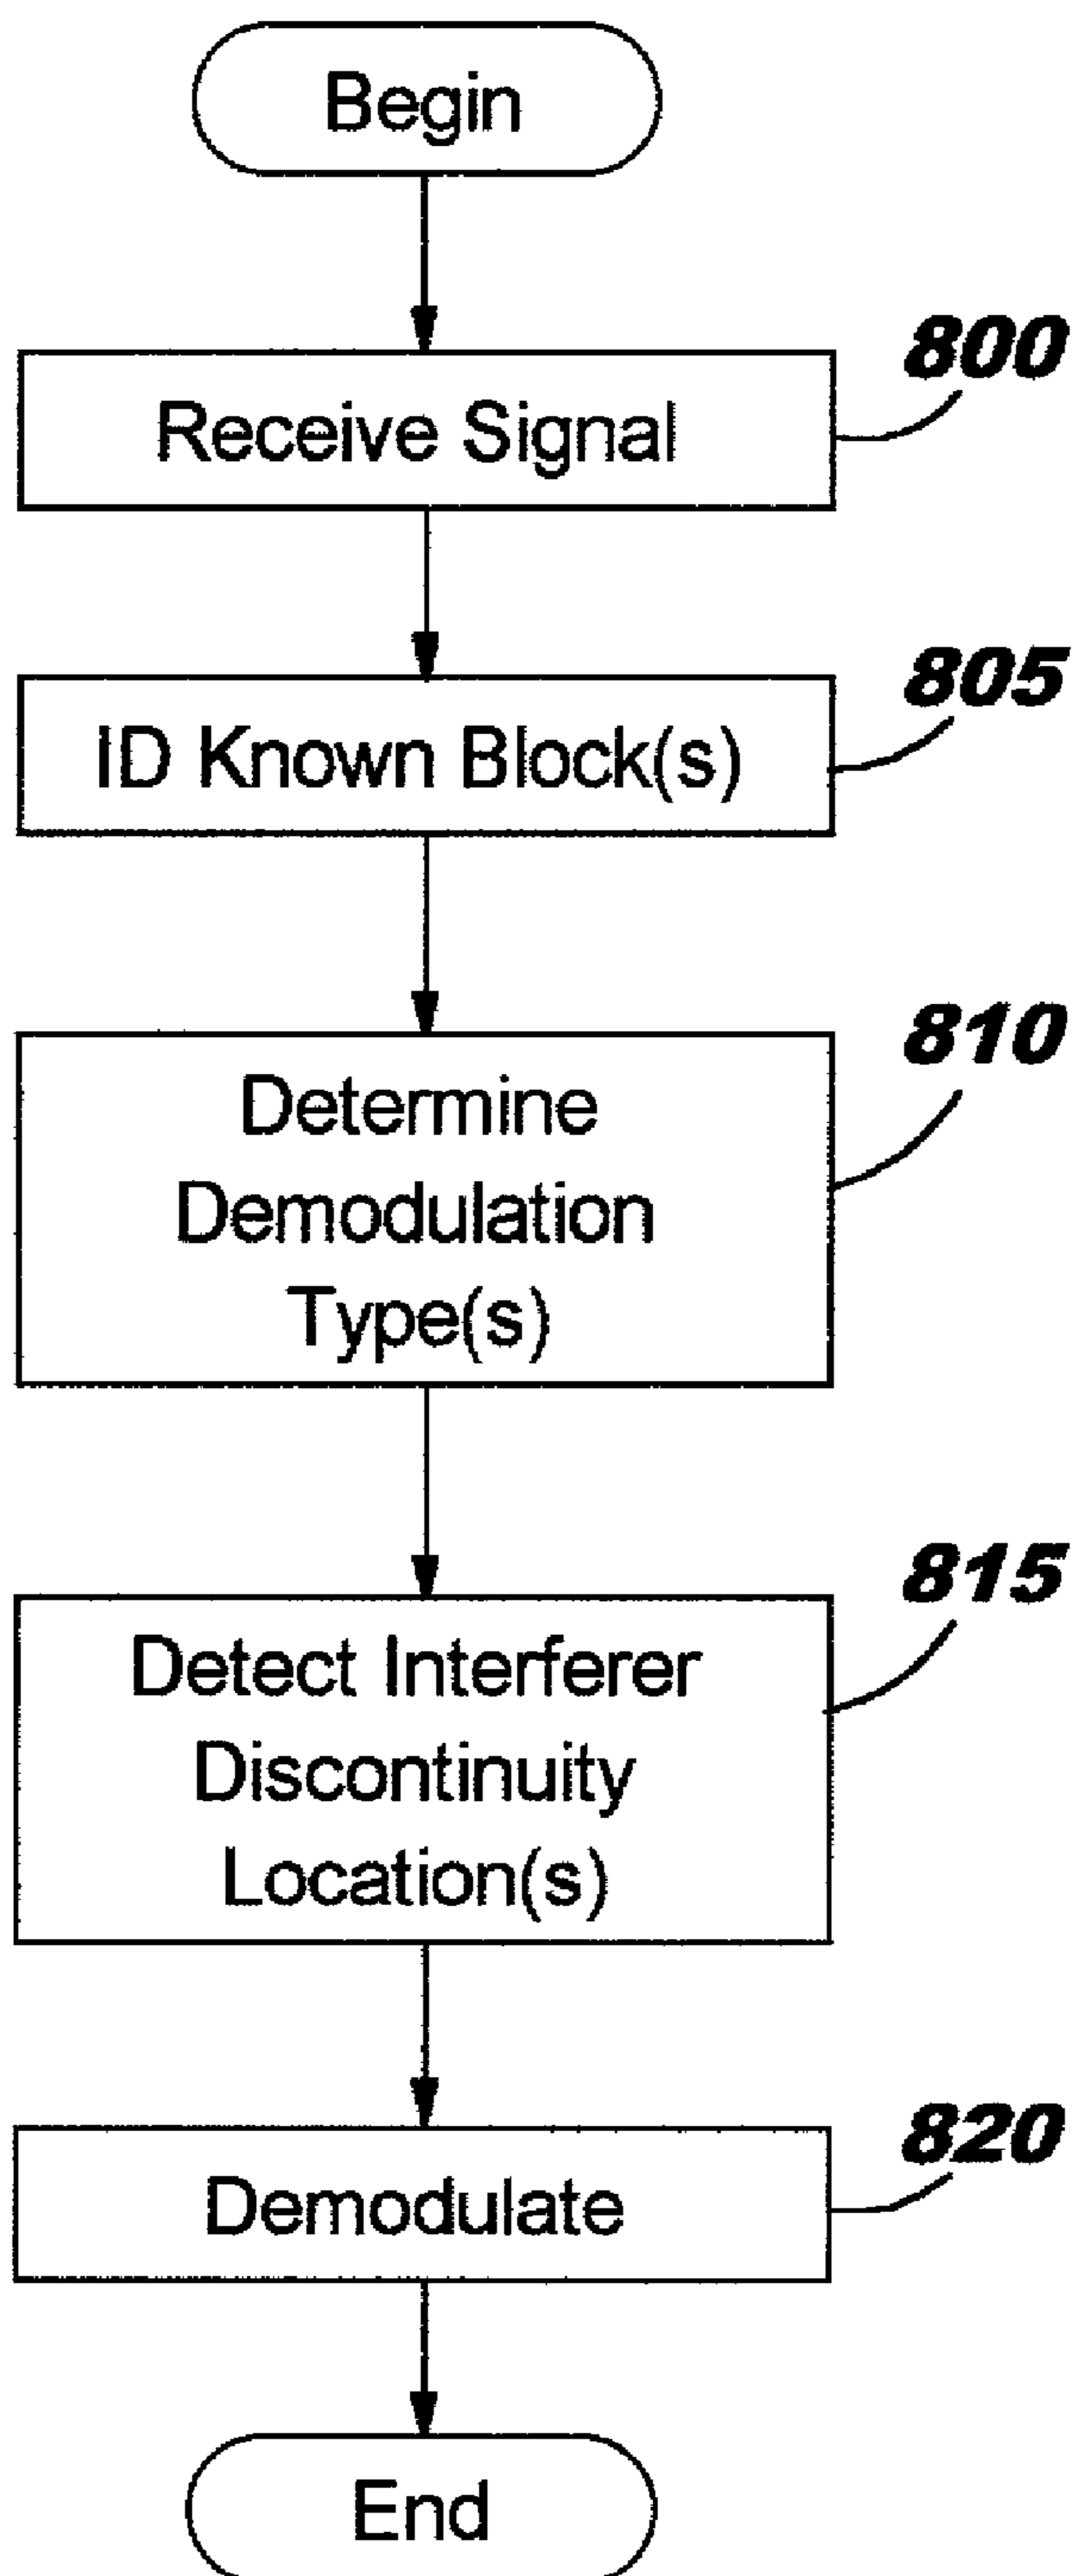 Begin
800
Receive Signal
805
ID Known Block(s)
810
Determine
Demodulation
Type(s)
815
Detect Interferer
Discontinuity
Location(s)
820
Demodulate
End